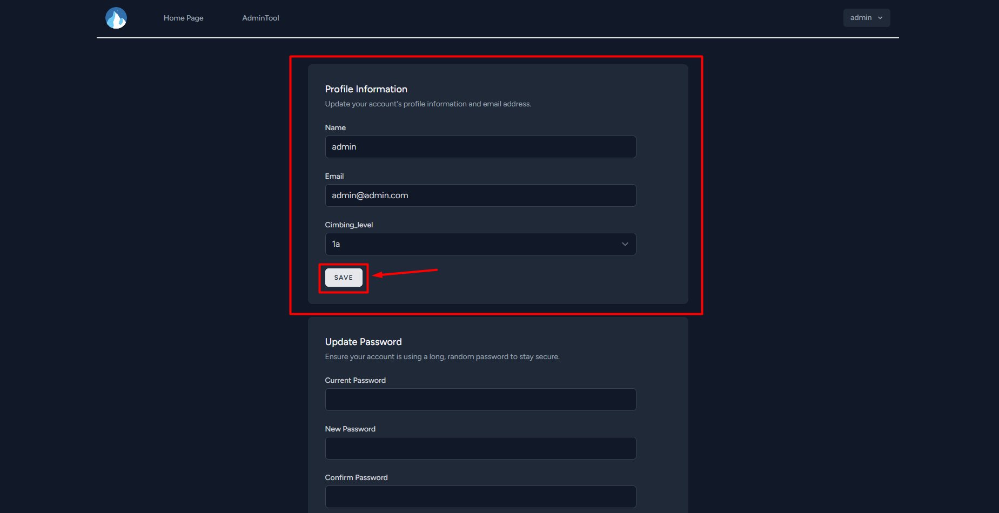 Home Page
AdminTool
admin
Profile Information
Update your account's profile information and email address.
Name
admin
Email
admin@admin.com
Cimbing_level
1a
SAVE
Update Password
Ensure your account is using a long, random password to stay secure.
Current Password
New Password
Confirm Password